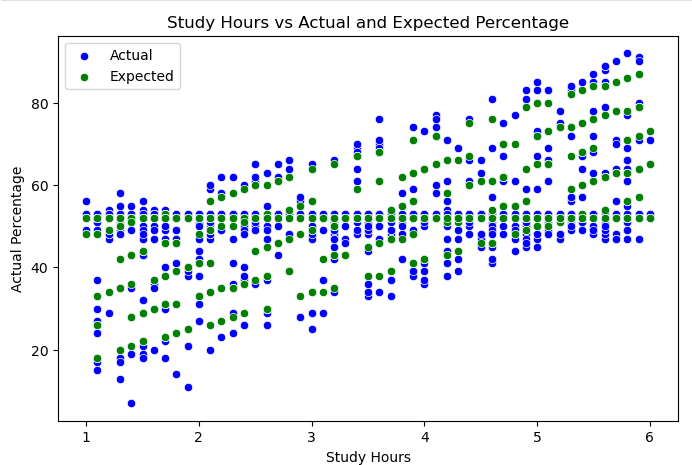 Study Hours vs Actual and Expected Percentage
Actual
Expected
80
60
40
20
Actual Percentage
1 2 3 4 5 6
Study Hours